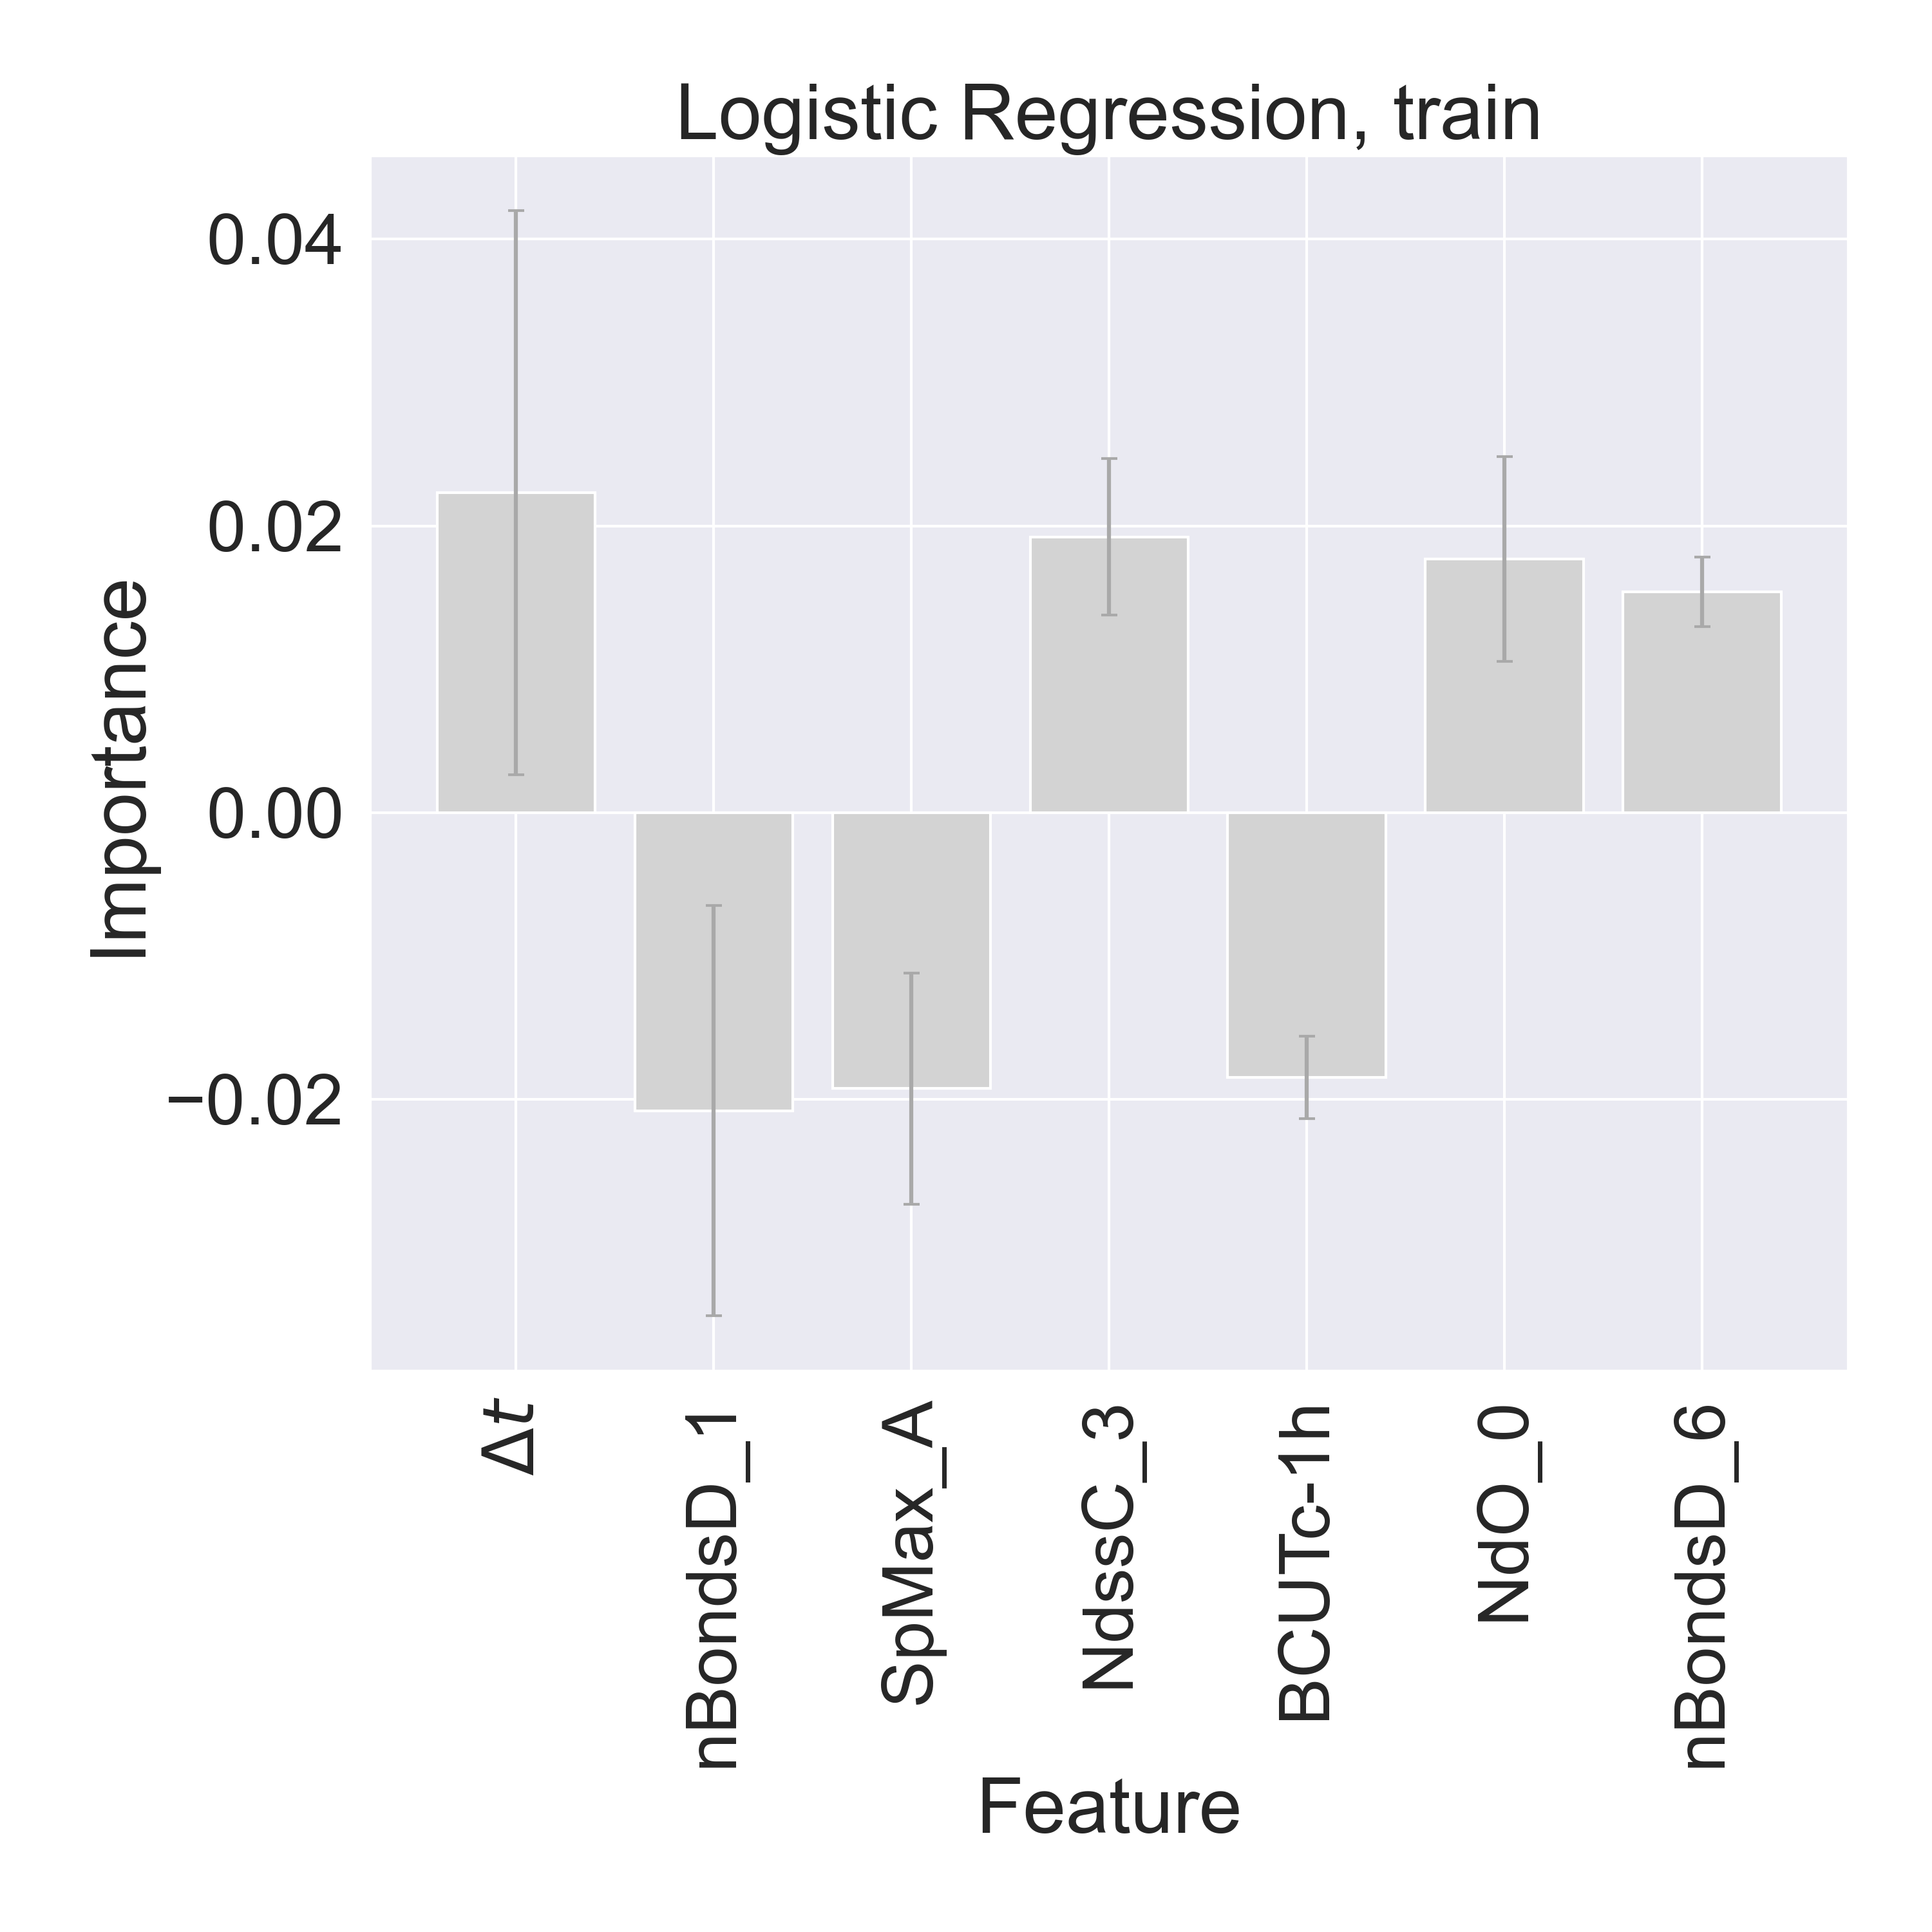 Logistic Regression, train
0.04
0.02
0.00
−0.02
Importance
Δt
nBondsD_1
SpMax_A
NdssC_3
BCUTc-1h
NdO_0
nBondsD_6
Feature